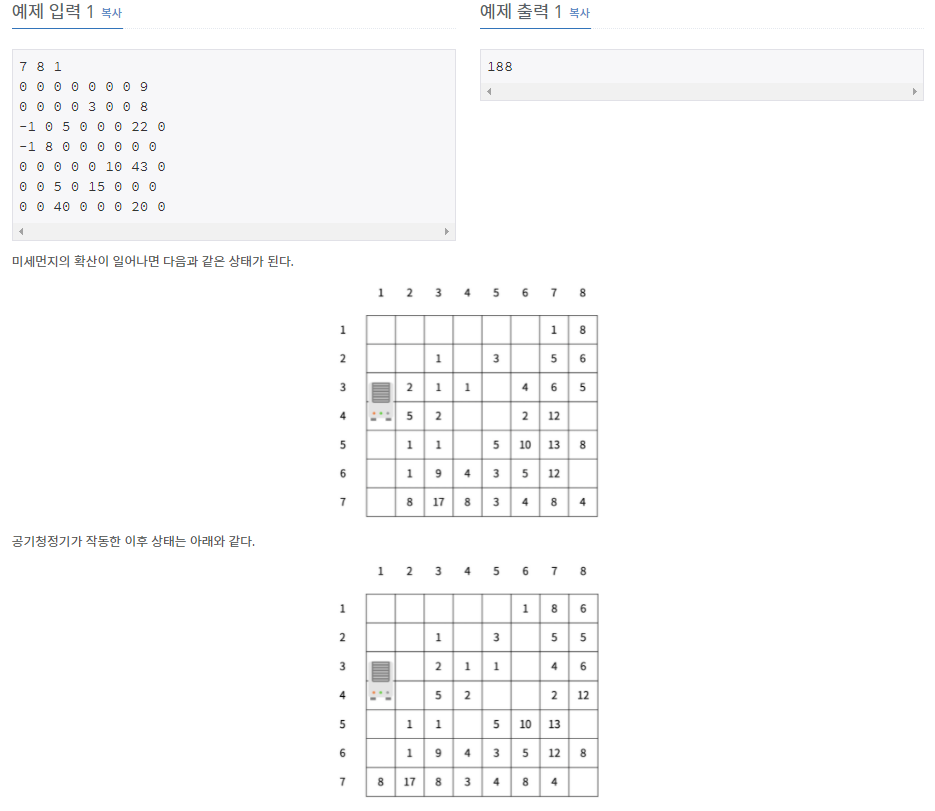 예제 입력 1 복사
7 8 1
0 0 0 0 0 0 0 9
0 0 0 0 3 0 0 8
-1 0 5 0 0 0 22 0
-1 8 0 0 0 0 0 0
0 0 0 0 0 10 43 0
0 0 5 0 15 0 0 0
0 0 40 0 0 0 20 0
예제 출력 1 복사
188
미세먼지의 확산이 일어나면 다음과 같은 상태가 된다.
1 2 3 4 5 6 7 8
1 1 8
2 1 3 5 6
3 2 1 1 4 6 5
4 5 2 2 12
5 1 1 5 10 13 8
6 1 9 4 3 5 12
7 8 17 8 3 4 8 4
공기청정기가 작동한 이후 상태는 아래와 같다.
1 2 3 4 5 6 7 8
1 1 8 6
2 1 3 5 5
3 2 1 1 4 6
4 5 2 2 12
5 1 1 5 10 13
6 1 9 4 3 5 12 8
7 8 17 8 3 4 8 4